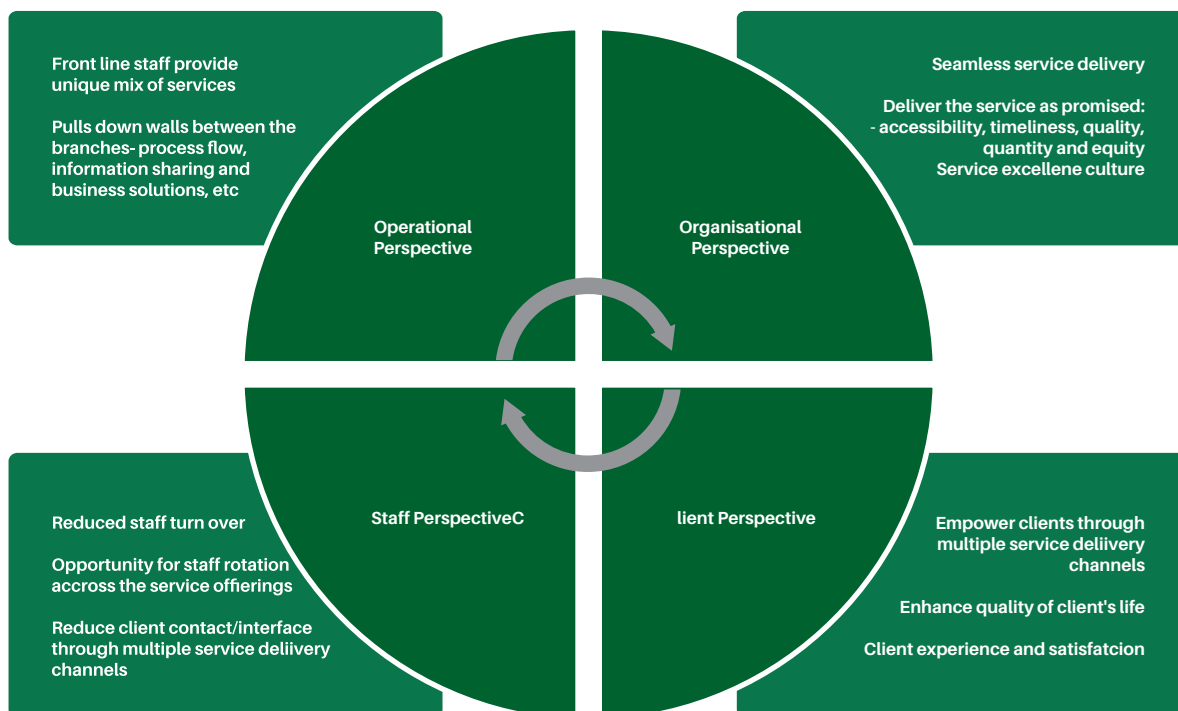 Front line staff provide
unique mix of services
Pulls down walls between the
branches- process flow,
information sharing and
business solutions, etc
Operational
Perspective
Seamless service delivery
Deliver the service as promised:
- accessibility, timeliness, quality,
quantity and equity
Service excellene culture
Organisational
Perspective
Reduced staff turn over
Opportunity for staff rotation
accross the service offierings
Reduce client contact/interface
through multiple service deliivery
channels
Staff PerspectiveC
lient Perspective
Empower clients through
multiple service deliivery
channels
Enhance quality of client's life
Client experience and satisfatcion